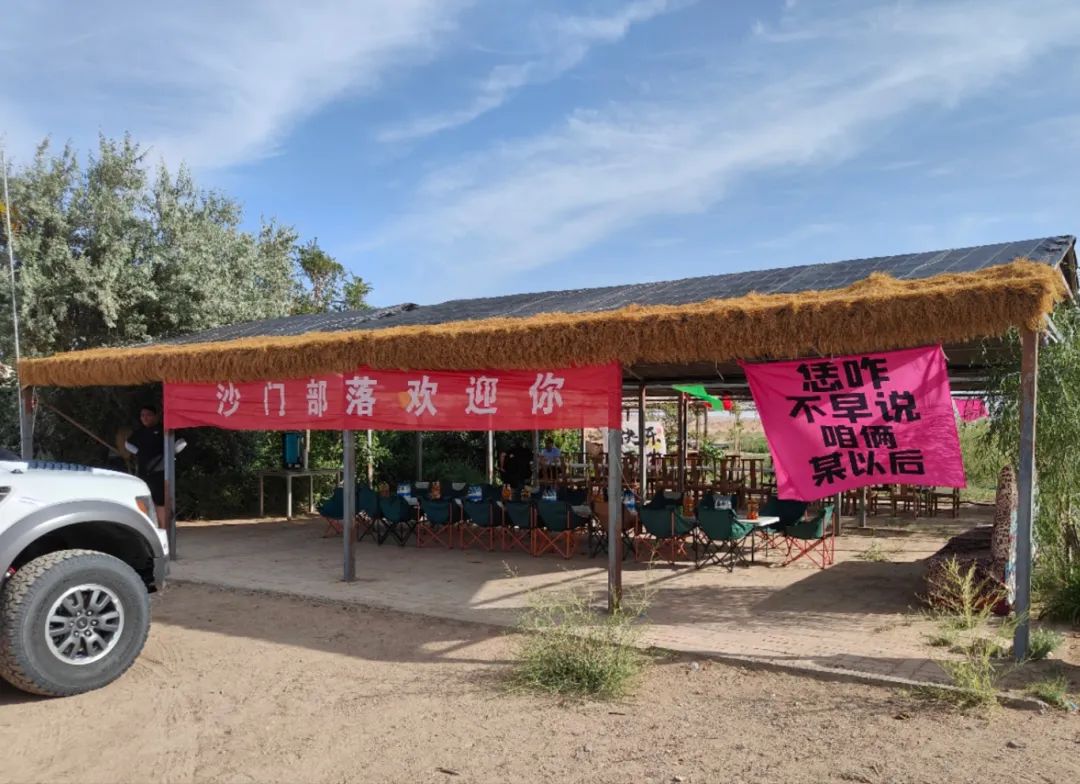 沙门部落欢迎你
恁咋
不早说
咱俩
某以后